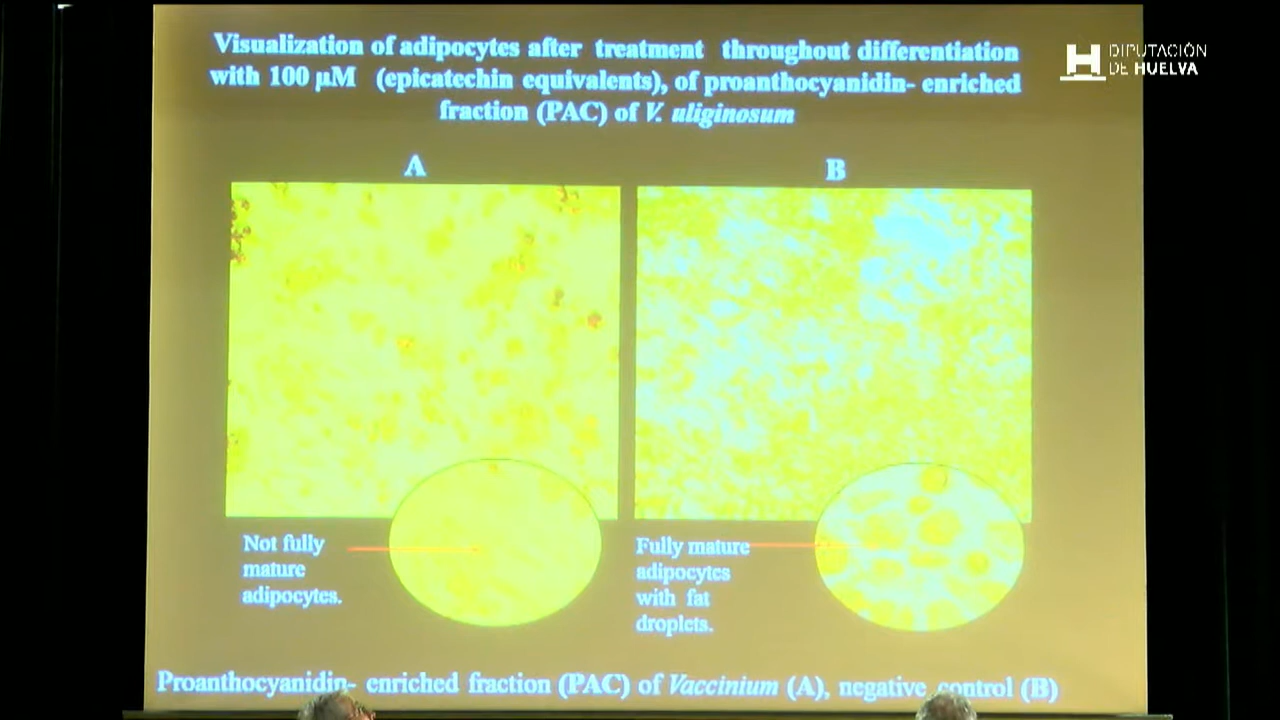 Visualization of adipocytes after treatment throughout differentiation
with 100 µM (epicatechin equivalents), of proanthocyanidin- enriched
fraction (PAC) of V. uliginosum
DIPUTACIÓN
DE HUELVA
A
B
Not fully
mature
adipocytes.
Fully mature
adipocytes
with fat
droplets.
Proanthocyanidin- enriched fraction (PAC) of Vaccinium (A), negative control (B)